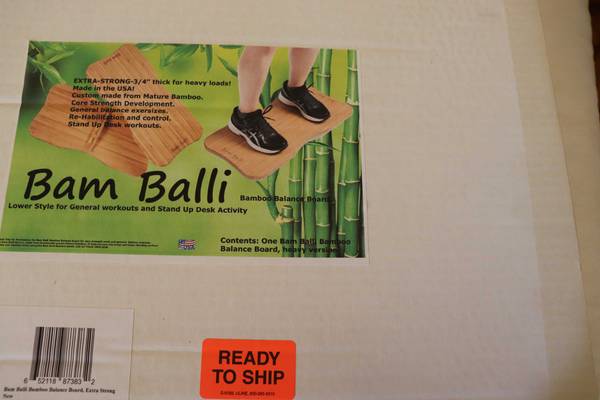 EXTRA-STRONG-3/4" thick for heavy loads!
Made in the USA!
Custom made from Mature Bamboo.
Core Strength Development.
General balance exersizes.
Re-Habilitation and control.
Stand Up Desk workouts.
Bam Balli
Bamboo Balance Board
Lower Style for General workouts and Stand Up Desk Activity
USA
Contents: One Bam Balli Bamboo
Balance Board, heavy version
6 52118 87383 2
Bam Balli Bamboo Balance Board, Extra Strong
New
READY
TO SHIP